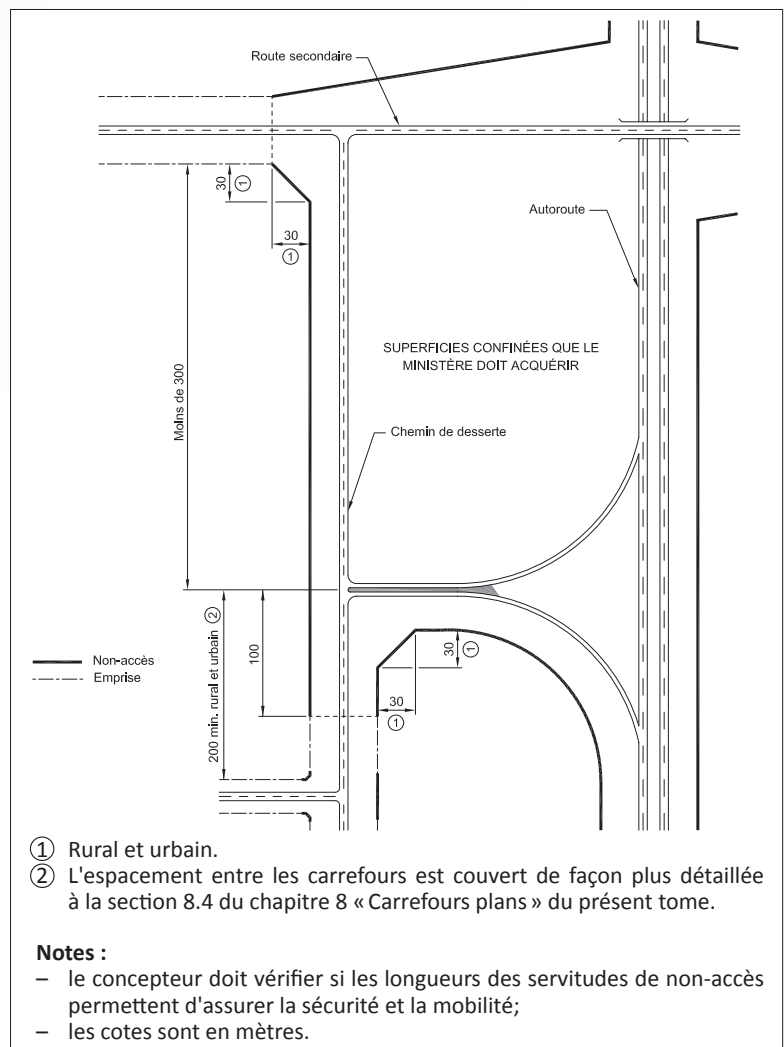 Route secondaire
30 ①
30
①
Autoroute
SUPERFICIES CONFINÉES QUE LE
MINISTÈRE DOIT ACQUÉRIR
Moins de 300
Chemin de desserte
Non-accès
Emprise
200 min. rural et urbain ②
100
30 ①
30
①
① Rural et urbain.
② L'espacement entre les carrefours est couvert de façon plus détaillée
à la section 8.4 du chapitre 8 « Carrefours plans » du présent tome.
Notes :
– le concepteur doit vérifier si les longueurs des servitudes de non-accès
permettent d'assurer la sécurité et la mobilité;
– les cotes sont en mètres.